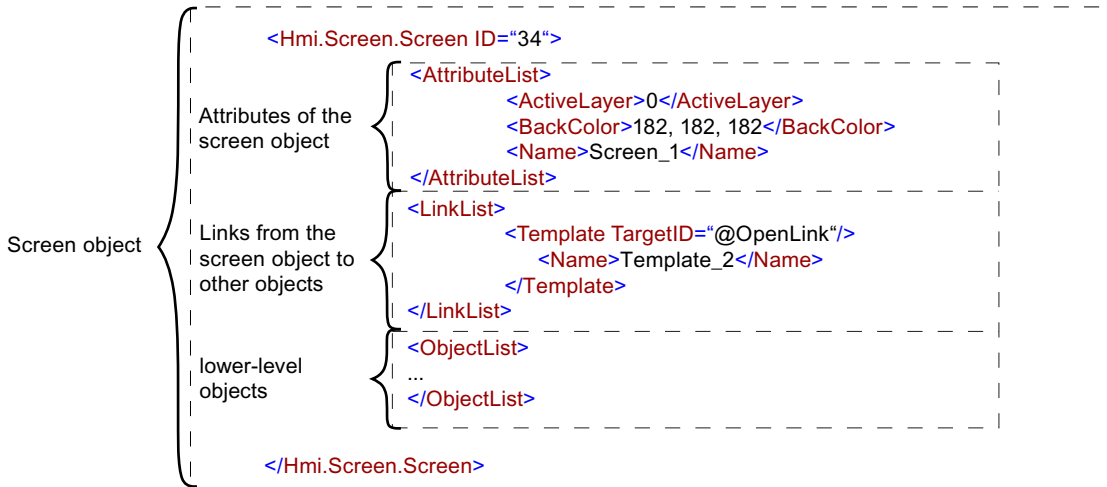 <Hmi.Screen.Screen ID=“34“>
<AttributeList>
Attributes of the
screen object
<ActiveLayer>0</ActiveLayer>
<BackColor>182, 182, 182</BackColor>
<Name>Screen_1</Name>
</AttributeList>
Screen object
Links from the
screen object to
other objects
<LinkList>
<Template TargetID=“@OpenLink“/>
<Name>Template_2</Name>
</Template>
</LinkList>
lower-level
objects
<ObjectList>
...
</ObjectList>
</Hmi.Screen.Screen>